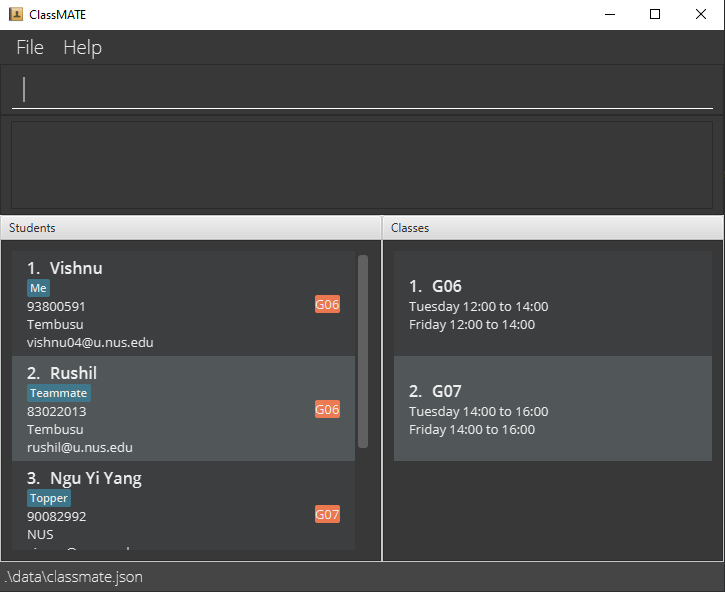 ClassMATE
File Help
Students
1. Vishnu
Me
93800591
G06
Tembusu
vishnu04@u.nus.edu
2. Rushil
Teammate
83022013
G06
Tembusu
rushil@u.nus.edu
3. Ngu Yi Yang
Topper
90082992
G07
NUS
Classes
1. G06
Tuesday 12:00 to 14:00
Friday 12:00 to 14:00
2. G07
Tuesday 14:00 to 16:00
Friday 14:00 to 16:00
.\data\classmate.json